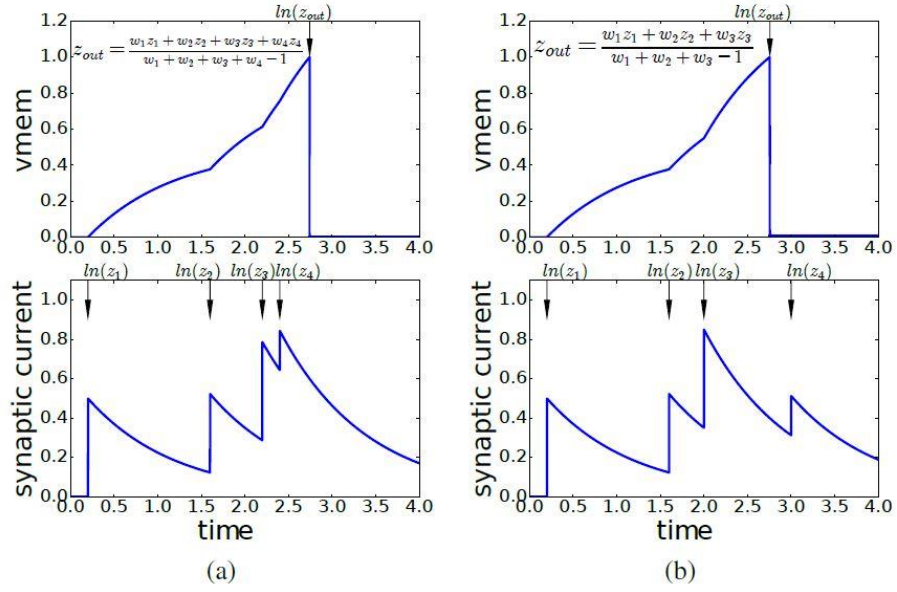 ln(z_out)
z_out = (w_1z_1 + w_2z_2 + w_3z_3 + w_4z_4) / (w_1 + w_2 + w_3 + w_4 − 1)
vmem
1.2
1.0
0.8
0.6
0.4
0.2
0.0
0.0 0.5 1.0 1.5 2.0 2.5 3.0 3.5 4.0
ln(z_1) ln(z_2) ln(z_3) ln(z_4)
synaptic current
1.0
0.8
0.6
0.4
0.2
0.0
0.0 0.5 1.0 1.5 2.0 2.5 3.0 3.5 4.0
time
(a)
ln(z_out)
z_out = (w_1z_1 + w_2z_2 + w_3z_3) / (w_1 + w_2 + w_3 − 1)
vmem
1.2
1.0
0.8
0.6
0.4
0.2
0.0
0.0 0.5 1.0 1.5 2.0 2.5 3.0 3.5 4.0
ln(z_1) ln(z_2) ln(z_3) ln(z_4)
synaptic current
1.0
0.8
0.6
0.4
0.2
0.0
0.0 0.5 1.0 1.5 2.0 2.5 3.0 3.5 4.0
time
(b)